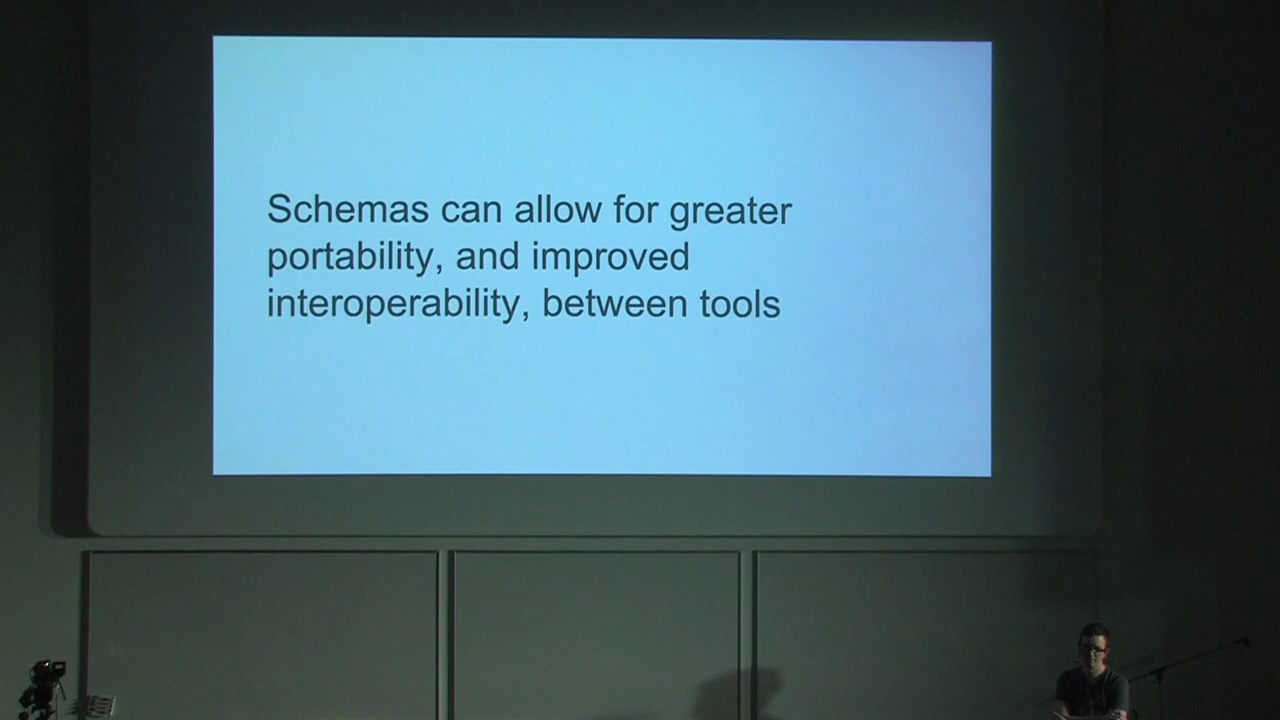 Schemas can allow for greater
portability, and improved
interoperability, between tools